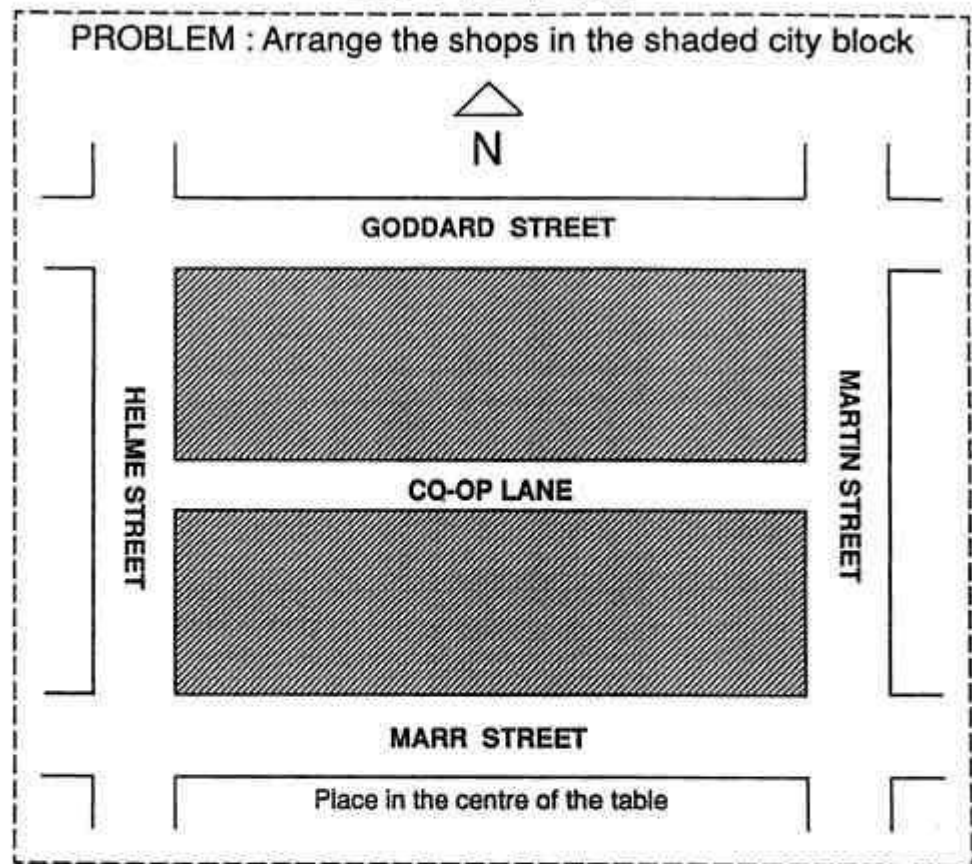 PROBLEM : Arrange the shops in the shaded city block
N
GODDARD STREET
HELME STREET
MARTIN STREET
CO-OP LANE
MARR STREET
Place in the centre of the table